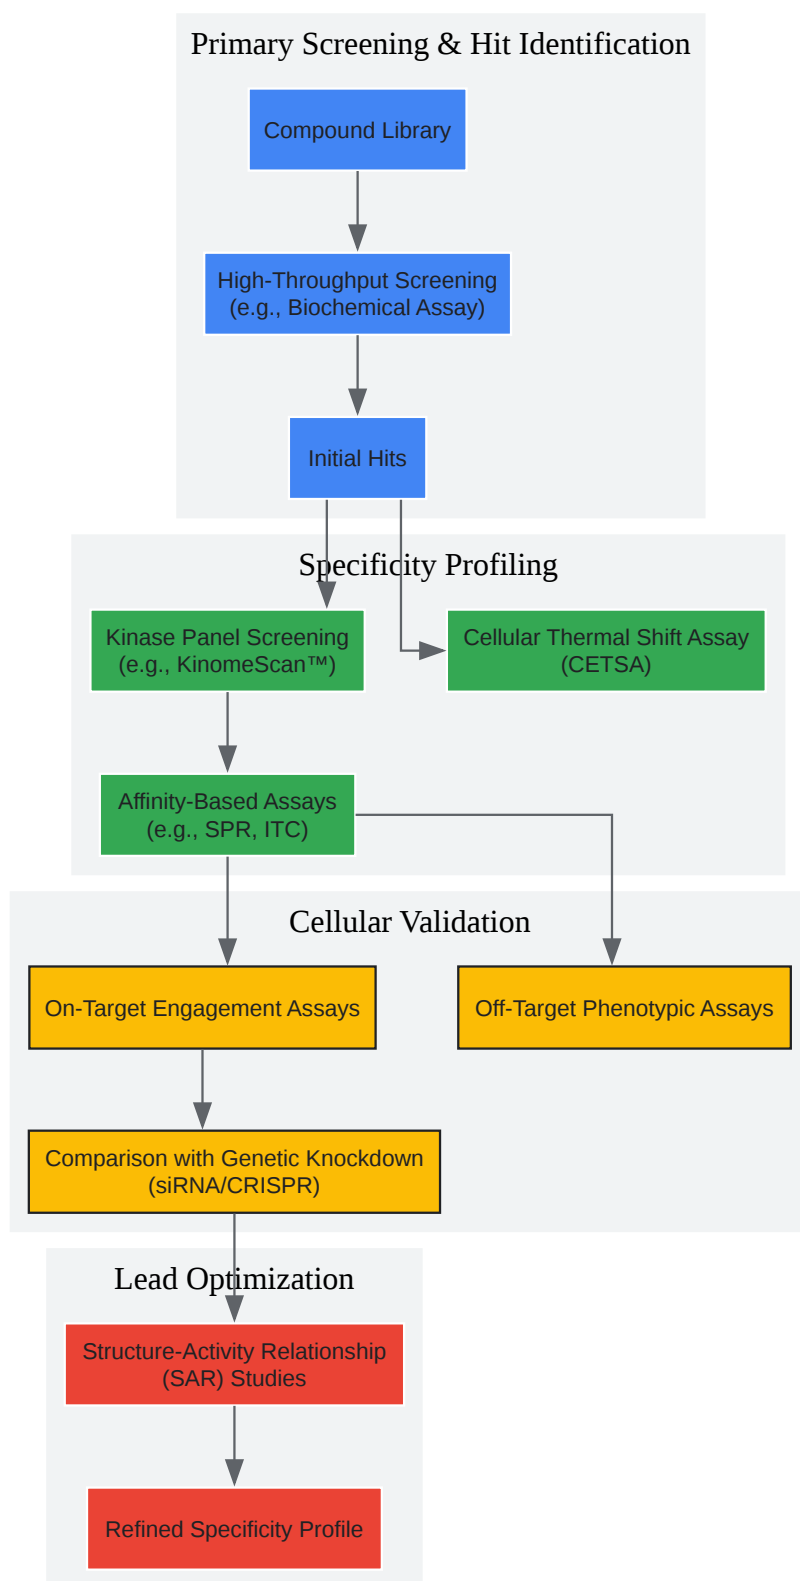 Primary Screening & Hit Identification
Compound Library
High-Throughput Screening
(e.g., Biochemical Assay)
Initial Hits
Specificity Profiling
Kinase Panel Screening
(e.g., KinomeScan™)
Cellular Thermal Shift Assay
(CETSA)
Affinity-Based Assays
(e.g., SPR, ITC)
Cellular Validation
On-Target Engagement Assays
Off-Target Phenotypic Assays
Comparison with Genetic Knockdown
(siRNA/CRISPR)
Lead Optimization
Structure-Activity Relationship
(SAR) Studies
Refined Specificity Profile